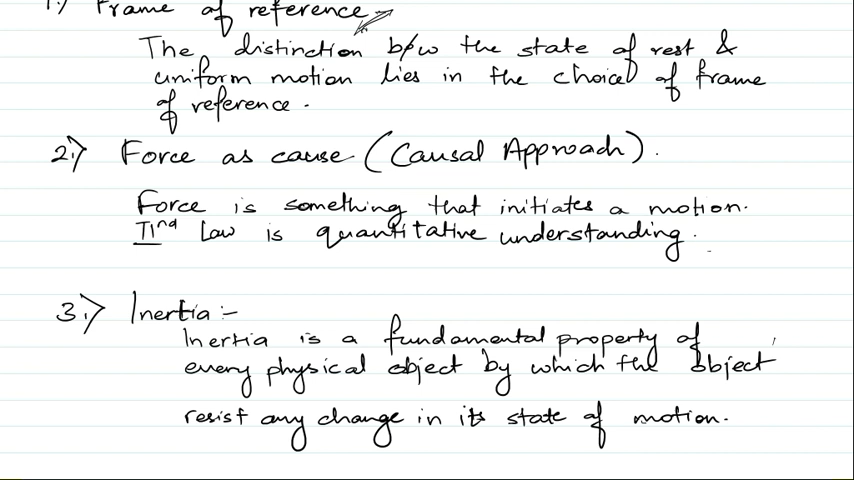 1.) Frame of reference
The distinction b/w the state of rest &
uniform motion lies in the choice of frame
of reference.
2.) Force as cause (Causal Approach).
Force is something that initiates a motion.
IInd Law is quantitative understanding.
3.) Inertia :-
Inertia is a fundamental property of
every physical object by which the object
resist any change in its state of motion.